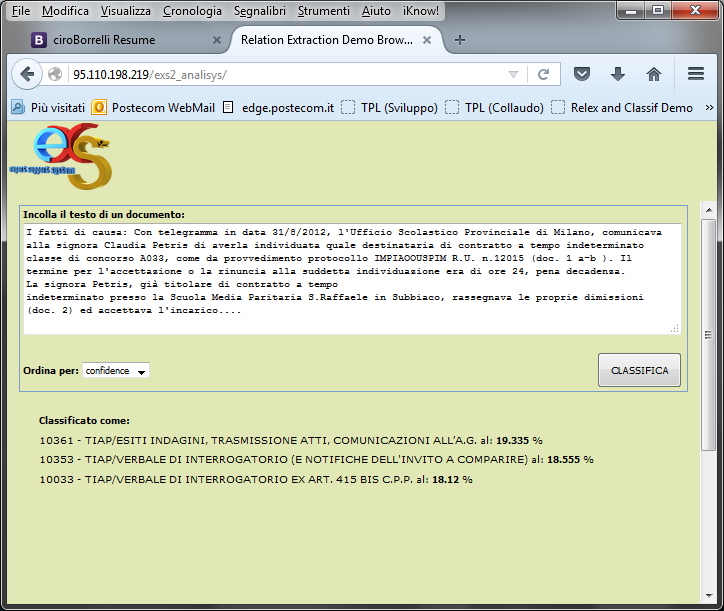 File Modifica Visualizza Cronologia Segnalibri Strumenti Aiuto iKnow!
B ciroBorrelli Resume × Relation Extraction Demo Brow... × +
95.110.198.219/exs2_analisys/
Più visitati Postecom WebMail edge.postecom.it TPL (Sviluppo) TPL (Collaudo) Relex and Classif Demo »
eXS
expert support systems
Incolla il testo di un documento:
I fatti di causa: Con telegramma in data 31/8/2012, l'Ufficio Scolastico Provinciale di Milano, comunicava
alla signora Claudia Petris di averla individuata quale destinataria di contratto a tempo indeterminato
classe di concorso A033, come da provvedimento protocollo IMPIAOOUSPIM R.U. n.12015 (doc. 1 a-b ). Il
termine per l'accettazione o la rinuncia alla suddetta individuazione era di ore 24, pena decadenza.
La signora Petris, già titolare di contratto a tempo
indeterminato presso la Scuola Media Paritaria S.Raffaele in Subbiaco, rassegnava le proprie dimissioni
(doc. 2) ed accettava l'incarico....
Ordina per: confidence CLASSIFICA
Classificato come:
10361 - TIAP/ESITI INDAGINI, TRASMISSIONE ATTI, COMUNICAZIONI ALL'A.G. al: 19.335 %
10353 - TIAP/VERBALE DI INTERROGATORIO (E NOTIFICHE DELL'INVITO A COMPARIRE) al: 18.555 %
10033 - TIAP/VERBALE DI INTERROGATORIO EX ART. 415 BIS C.P.P. al: 18.12 %